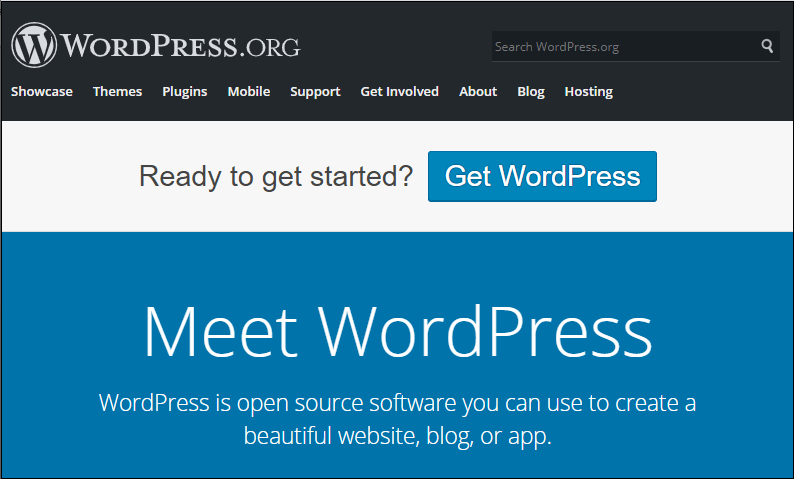 WORDPRESS.ORG
Search WordPress.org
Showcase Themes Plugins Mobile Support Get Involved About Blog Hosting
Ready to get started? Get WordPress
Meet WordPress
WordPress is open source software you can use to create a
beautiful website, blog, or app.